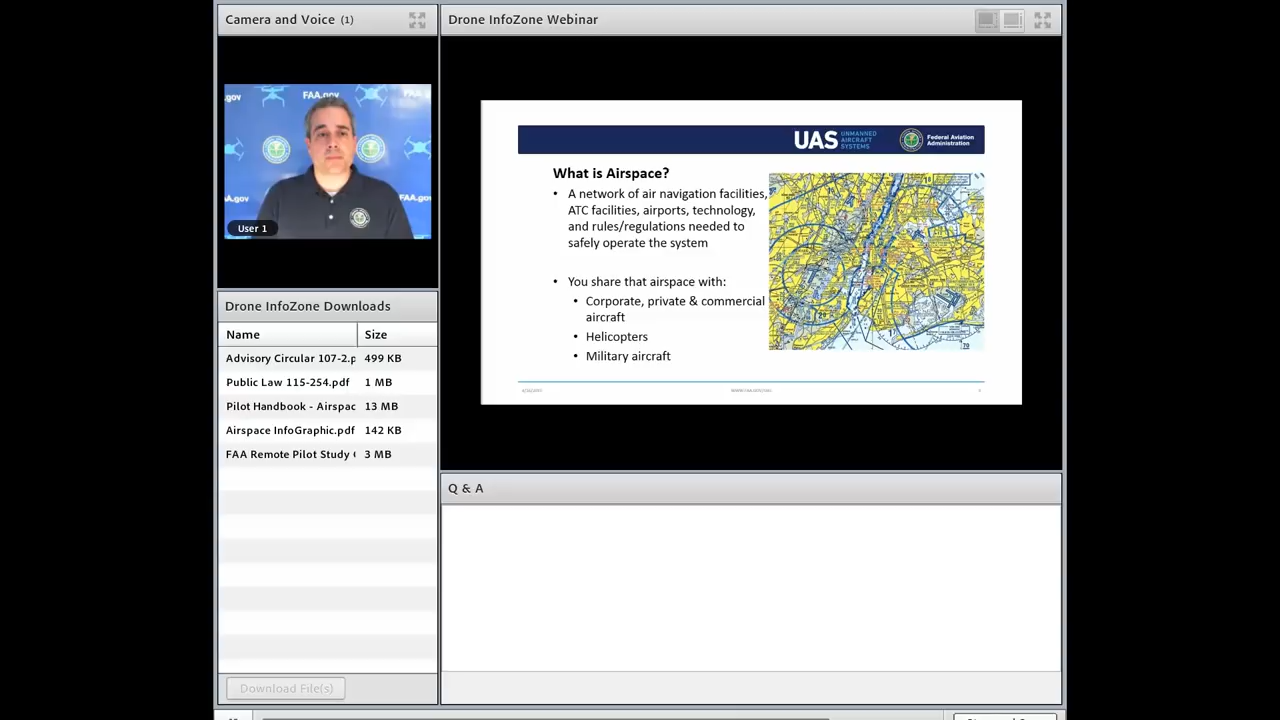 Camera and Voice (1)
FAA.gov
.gov
FAA.gov
User 1
Drone InfoZone Downloads
Name Size
Advisory Circular 107-2.p 499 KB
Public Law 115-254.pdf 1 MB
Pilot Handbook - Airspac 13 MB
Airspace InfoGraphic.pdf 142 KB
FAA Remote Pilot Study 3 MB
Download File(s)
Drone InfoZone Webinar
UAS UNMANNED
AIRCRAFT
SYSTEMS
Federal Aviation
Administration
What is Airspace?
• A network of air navigation facilities,
ATC facilities, airports, technology,
and rules/regulations needed to
safely operate the system
• You share that airspace with:
• Corporate, private & commercial
aircraft
• Helicopters
• Military aircraft
Q & A